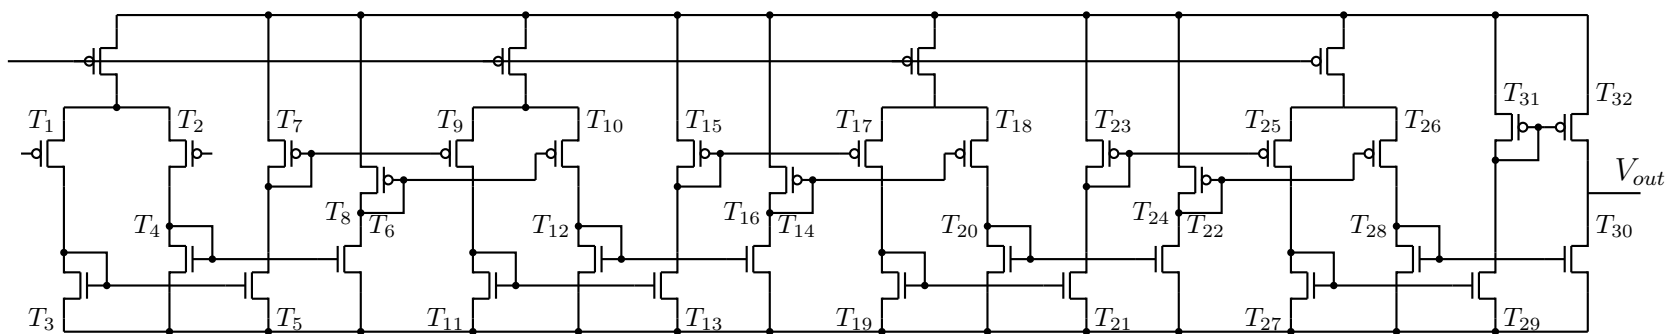 T₁ T₂ T₇ T₉ T₁₀ T₁₅ T₁₇ T₁₈ T₂₃ T₂₅ T₂₆ T₃₁ T₃₂
V_out
T₄ T₈ T₆ T₁₂ T₁₆ T₁₄ T₂₀ T₂₄ T₂₂ T₂₈ T₃₀
T₃ T₅ T₁₁ T₁₃ T₁₉ T₂₁ T₂₇ T₂₉